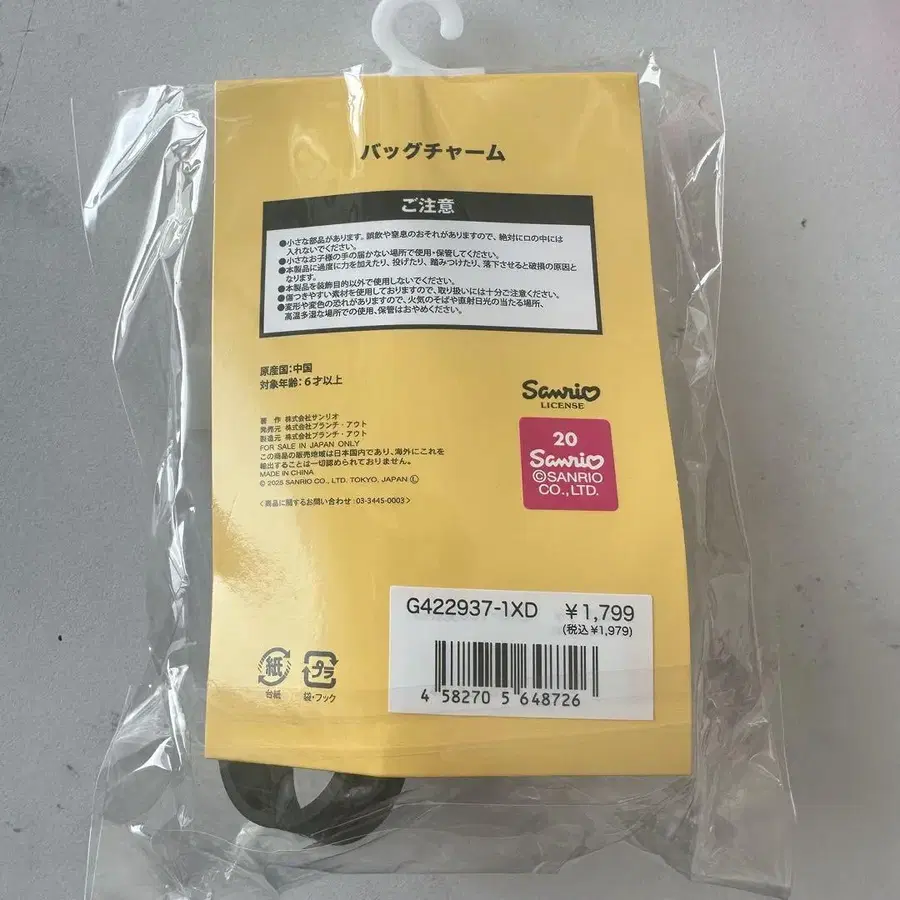 バッグチャーム
ご注意
●小さな部品があります。誤飲や窒息のおそれがありますので、絶対に口の中には
入れないでください。
●小さなお子様の手の届かない場所で使用・保管してください。
●本製品に過度に力を加えたり、投げたり、踏みつけたり、落下させると破損の原因と
なります。
●本製品を装飾目的以外で使用しないでください。
●傷つきやすい素材を使用しておりますので、取り扱いには十分ご注意ください。
●変形や変色の恐れがありますので、火気のそばや直射日光の当たる場所、
高温多湿な場所での使用、保管はおやめください。
原産国:中国
対象年齢:6才以上
著 作 株式会社サンリオ
発売元 株式会社ブランチ・アウト
製造元 株式会社ブランチ・アウト
FOR SALE IN JAPAN ONLY
この商品の販売地域は日本国内であり、海外にこれを
輸出することは一切認められておりません。
MADE IN CHINA
© 2025 SANRIO CO., LTD. TOKYO, JAPAN Ⓛ
<商品に関するお問い合わせ:03-3445-0003>
Sanrio
LICENSE
20
Sanrio
©SANRIO
CO.,LTD.
G422937-1XD ¥1,799
(税込¥1,979)
4 58270 5 648726
紙
台紙
プラ
袋・フック